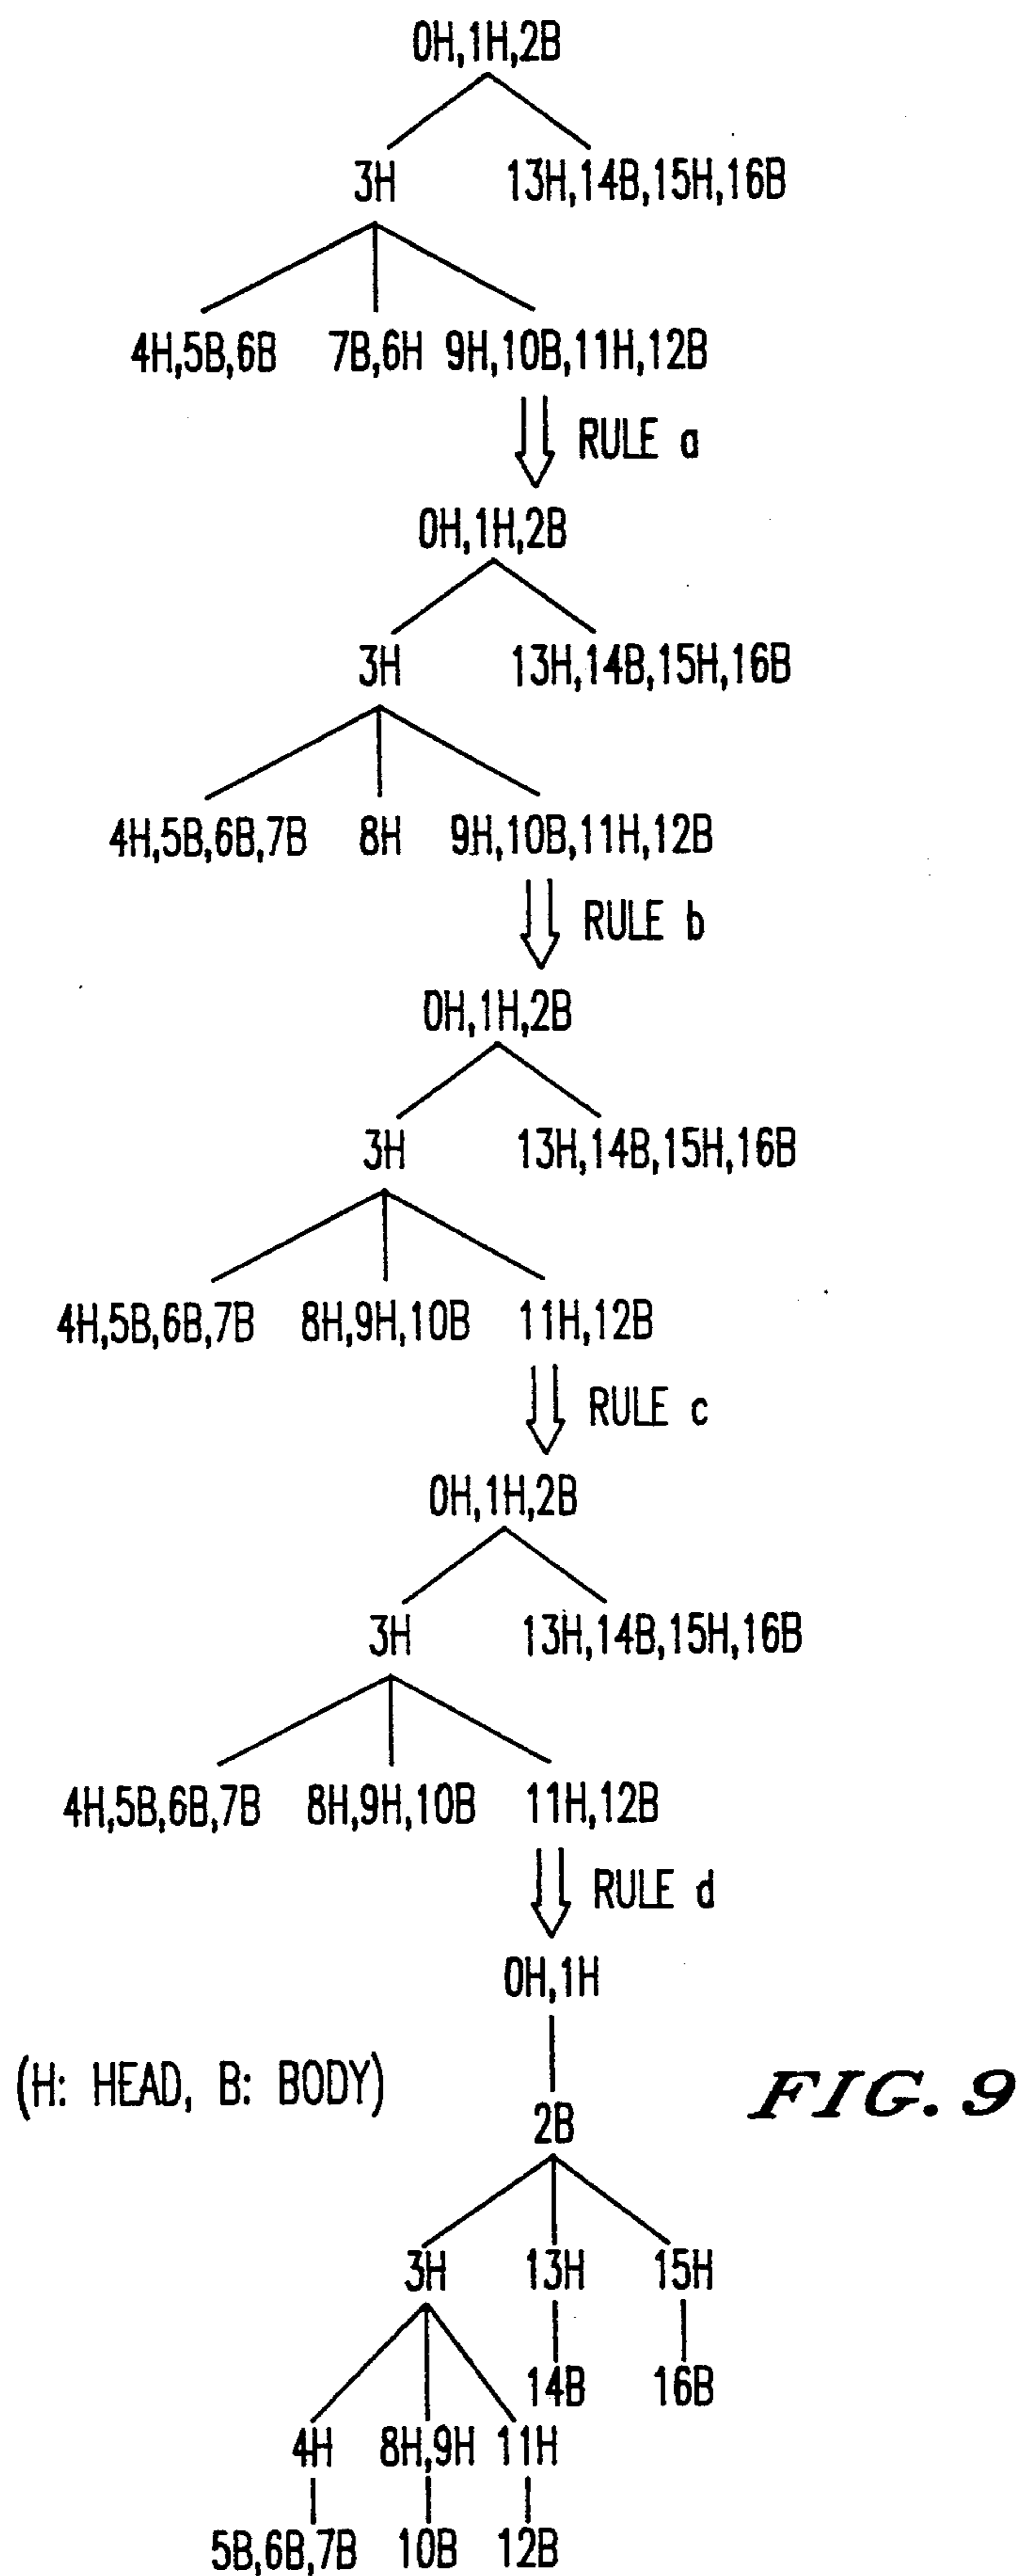 0H,1H,2B
3H 13H,14B,15H,16B
4H,5B,6B 7B,6H 9H,10B,11H,12B
RULE a
0H,1H,2B
3H 13H,14B,15H,16B
4H,5B,6B,7B 8H 9H,10B,11H,12B
RULE b
0H,1H,2B
3H 13H,14B,15H,16B
4H,5B,6B,7B 8H,9H,10B 11H,12B
RULE c
0H,1H,2B
3H 13H,14B,15H,16B
4H,5B,6B,7B 8H,9H,10B 11H,12B
RULE d
0H,1H
(H: HEAD, B: BODY) FIG. 9
2B
3H 13H 15H
14B 16B
4H 8H,9H 11H
5B,6B,7B 10B 12B